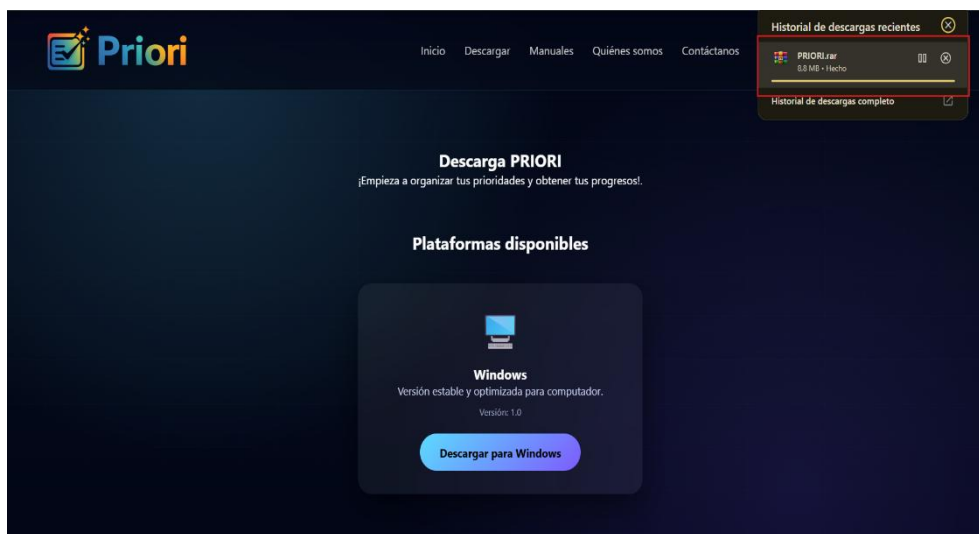 Priori
Inicio Descargar Manuales Quiénes somos Contáctanos
Historial de descargas recientes
PRIORI.rar
8.8 MB • Hecho
Historial de descargas completo
Descarga PRIORI
¡Empieza a organizar tus prioridades y obtener tus progresos!.
Plataformas disponibles
Windows
Versión estable y optimizada para computador.
Versión: 1.0
Descargar para Windows